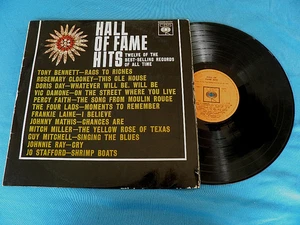 HALL
OF FAME
HITS
TWELVE OF THE
BEST-SELLING RECORDS
OF ALL TIME
CBS
TONY BENNETT—RAGS TO RICHES
ROSEMARY CLOONEY—THIS OLE HOUSE
DORIS DAY—WHATEVER WILL BE, WILL BE
VIC DAMONE—ON THE STREET WHERE YOU LIVE
PERCY FAITH—THE SONG FROM MOULIN ROUGE
THE FOUR LADS—MOMENTS TO REMEMBER
FRANKIE LAINE—I BELIEVE
JOHNNY MATHIS—CHANCES ARE
MITCH MILLER—THE YELLOW ROSE OF TEXAS
GUY MITCHELL—SINGING THE BLUES
JOHNNIE RAY—CRY
JO STAFFORD—SHRIMP BOATS